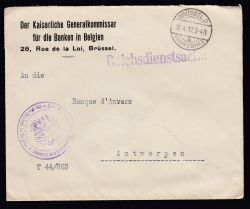 Der Kaiserliche Generalkommissar
für die Banken in Belgien
28, Rue de la Loi, Brüssel.
Reichsdienstsache
An die
Banque d'Anvers
Antwerpen
T 44/963